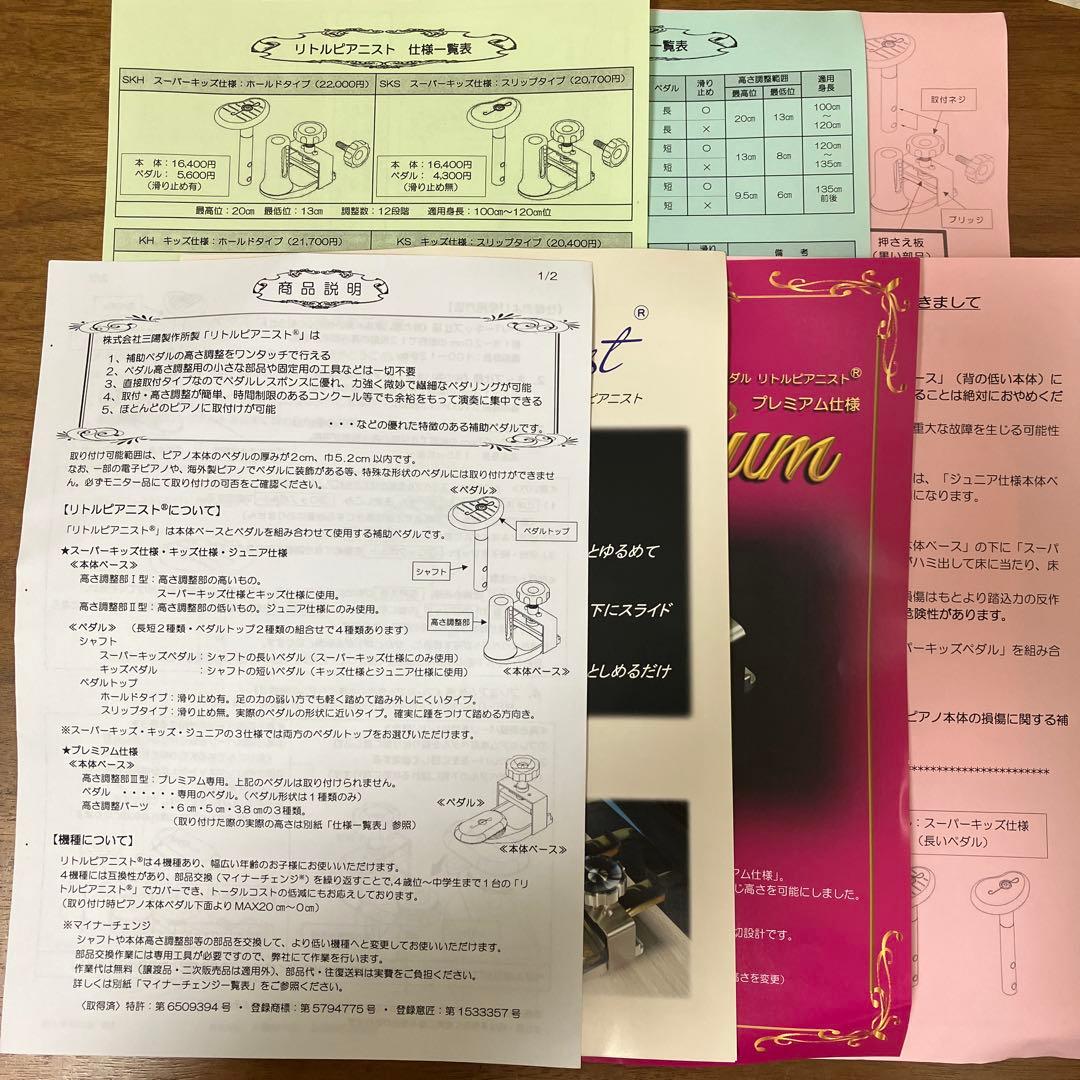 リトルピアニスト 仕様一覧表
SKH スーパーキッズ仕様：ホールドタイプ（22,000円）
SKS スーパーキッズ仕様：スリップタイプ（20,700円）
本 体：16,400円
ペダル： 5,600円
（滑り止め有）
本 体：16,400円
ペダル： 4,300円
（滑り止め無）
最高位：20cm 最低位：13cm 調整数：12段階 適用身長：100cm～120cm位
KH キッズ仕様：ホールドタイプ（21,700円）
KS キッズ仕様：スリップタイプ（20,400円）
一覧表
ペダル 滑り止め 高さ調整範囲 適用身長
最高位 最低位
長 ○ 20cm 13cm 100cm～120cm
長 ×
短 ○ 13cm 8cm 120cm～135cm
短 ×
短 ○ 9.5cm 6cm 135cm前後
短 ×
滑り 備 考
取付ネジ
ブリッジ
押さえ板
（黒い部品）
1/2
商品説明
株式会社三陽製作所製「リトルピアニスト®」は
1、補助ペダルの高さ調整をワンタッチで行える
2、ペダル高さ調整用の小さな部品や固定用の工具などは一切不要
3、直接取付タイプなのでペダルレスポンスに優れ、力強く微妙で繊細なペダリングが可能
4、取付・高さ調整が簡単、時間制限のあるコンクール等でも余裕をもって演奏に集中できる
5、ほとんどのピアノに取付けが可能
・・・などの優れた特徴のある補助ペダルです。
取り付け可能範囲は、ピアノ本体のペダルの厚みが2cm、巾5.2cm以内です。
なお、一部の電子ピアノや、海外製ピアノでペダルに装飾がある等、特殊な形状のペダルには取り付けができません。必ずモニター品にて取り付けの可否をご確認ください。
【リトルピアニスト®について】
「リトルピアニスト®」は本体ベースとペダルを組み合わせて使用する補助ペダルです。
★スーパーキッズ仕様・キッズ仕様・ジュニア仕様
≪本体ベース≫
高さ調整部Ⅰ型：高さ調整部の高いもの。
スーパーキッズ仕様とキッズ仕様に使用。
高さ調整部Ⅱ型：高さ調整部の低いもの。ジュニア仕様にのみ使用。
≪ペダル≫ （長短2種類・ペダルトップ2種類の組合せで4種類あります）
シャフト
スーパーキッズペダル：シャフトの長いペダル（スーパーキッズ仕様にのみ使用）
キッズペダル ：シャフトの短いペダル（キッズ仕様とジュニア仕様に使用）
ペダルトップ
ホールドタイプ：滑り止め有。足の力の弱い方でも軽く踏めて踏み外しにくいタイプ。
スリップタイプ：滑り止め無。実際のペダルの形状に近いタイプ。確実に踵をつけて踏める方向き。
※スーパーキッズ・キッズ・ジュニアの3仕様では両方のペダルトップをお選びいただけます。
★プレミアム仕様
≪本体ベース≫
高さ調整部Ⅲ型：プレミアム専用。上記のペダルは取り付けられません。
ペダル ・・・・・・専用のペダル。（ペダル形状は1種類のみ）
高さ調整パーツ ・・6cm・5cm・3.8cmの3種類。
（取り付けた際の実際の高さは別紙「仕様一覧表」参照）
≪ペダル≫
ペダルトップ
シャフト
高さ調整部
≪本体ベース≫
≪ペダル≫
≪本体ベース≫
【機種について】
リトルピアニスト®は4機種あり、幅広い年齢のお子様にお使いいただけます。
4機種には互換性があり、部品交換（マイナーチェンジ※）を繰り返すことで、4歳位～中学生まで1台の「リ
トルピアニスト®」でカバーでき、トータルコストの低減にもお応えしております。
（取り付け時ピアノ本体ペダル下面よりMAX20cm～0cm）
※マイナーチェンジ
シャフトや本体高さ調整部等の部品を交換して、より低い機種へと変更してお使いいただけます。
部品交換作業には専用工具が必要ですので、弊社にて作業を行います。
作業代は無料（譲渡品・二次販売品は適用外）、部品代・往復送料は実費をご負担ください。
詳しくは別紙「マイナーチェンジ一覧表」をご参照ください。
〈取得済〉特許：第6509394号 ・ 登録商標：第5794775号 ・ 登録意匠：第1533357号
®
st
ピアニスト
とゆるめて
下にスライド
としめるだけ
ダル リトルピアニスト®
プレミアム仕様
um
アム仕様」。
じ高さを可能にしました。
切設計です。
高さを変更）
きまして
ース」（背の低い本体）に
ることは絶対におやめくだ
重大な故障を生じる可能性
は、「ジュニア仕様本体ベ
になります。
本体ベース」の下に「スーパ
がハミ出して床に当たり、床
損傷はもとより踏込力の反作
危険性があります。
パーキッズペダル」を組み合
ピアノ本体の損傷に関する補
************************
：スーパーキッズ仕様
（長いペダル）